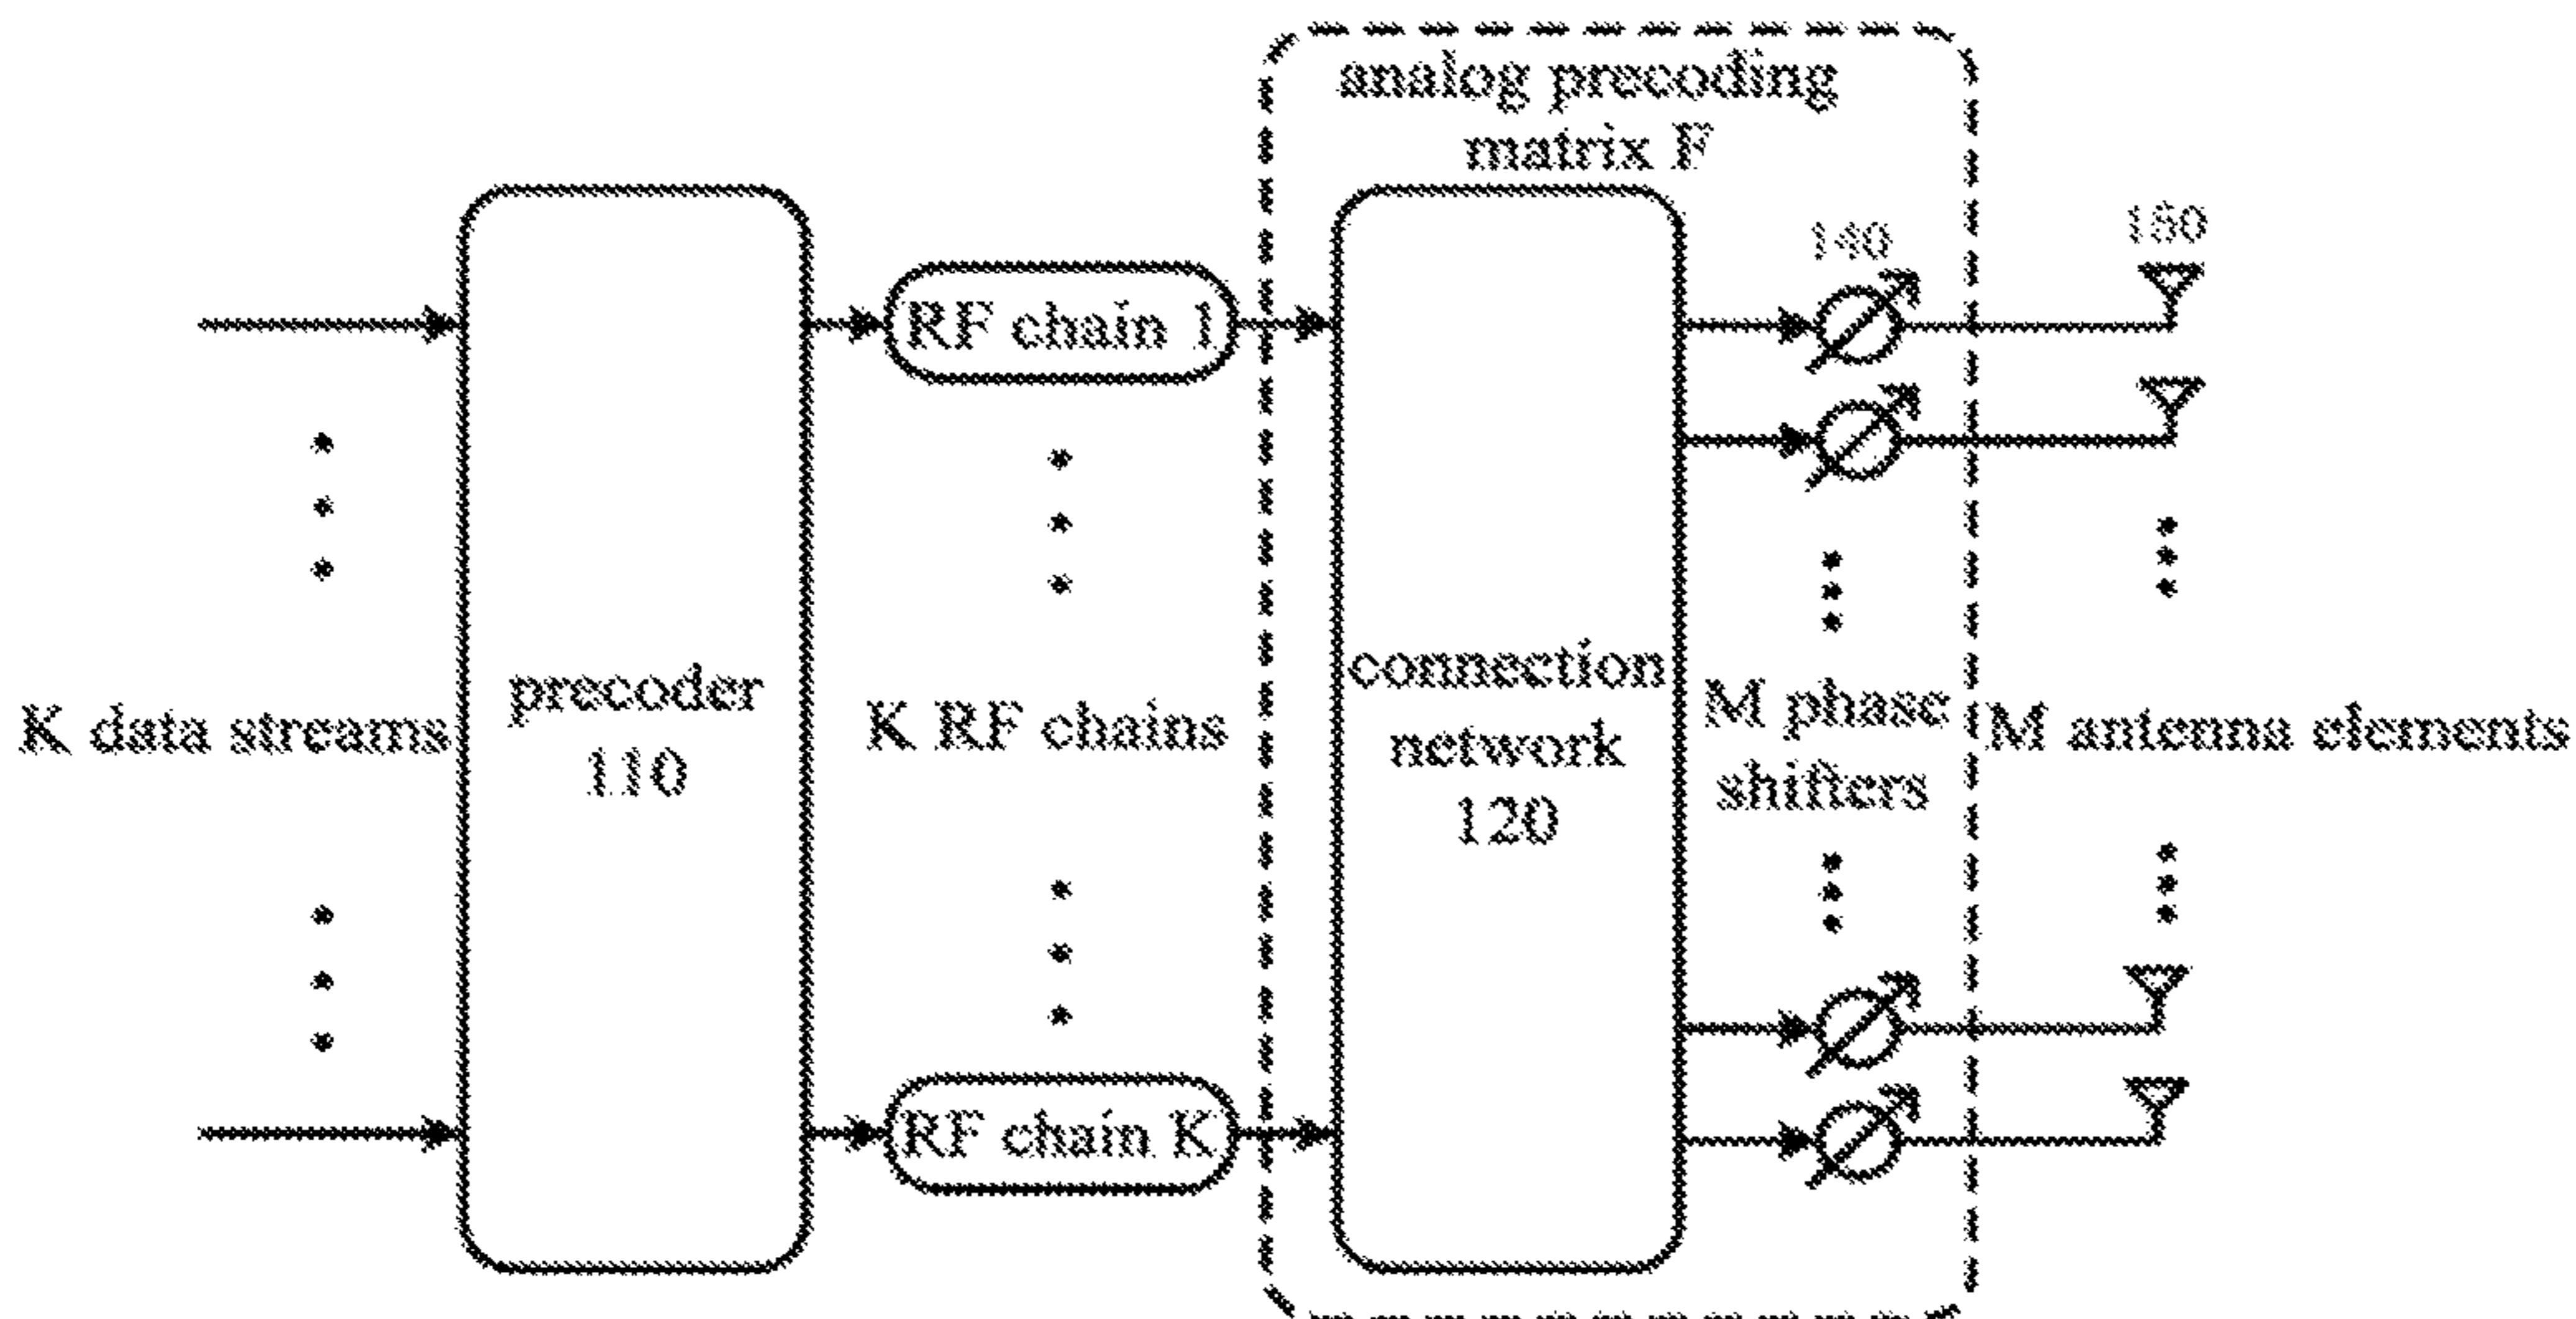 analog precoding
matrix F
140
150
RF chain 1
precoder
110
K data streams
K RF chains
connection
network
120
M phase
shifters
M antenna elements
RF chain K